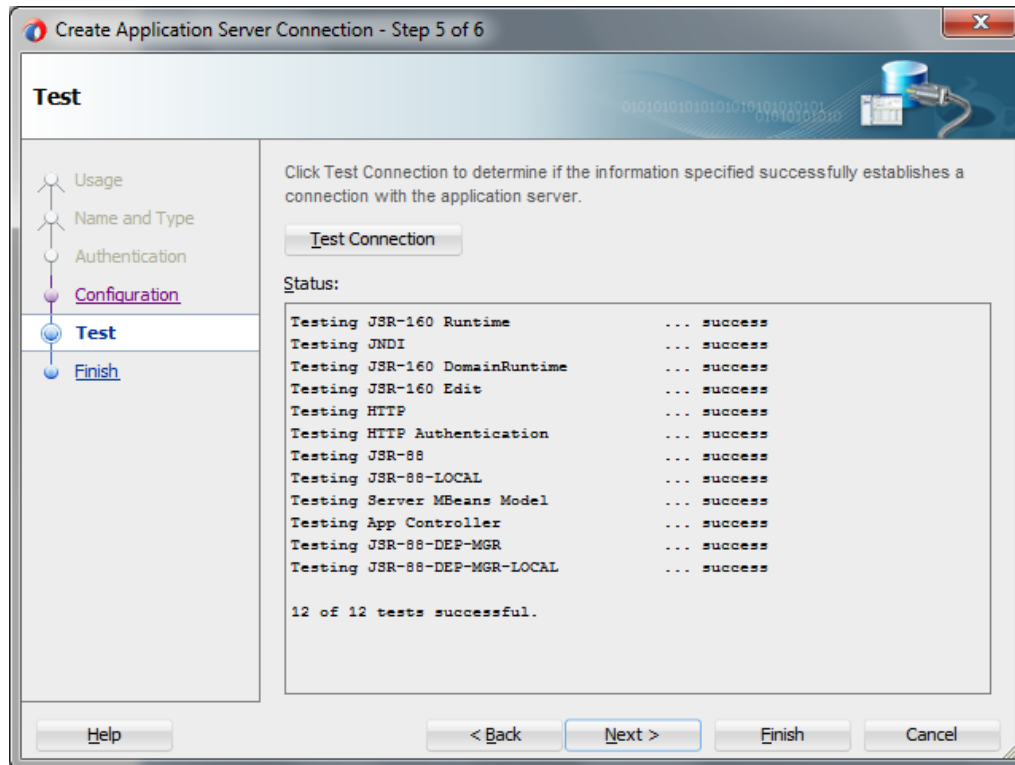 Create Application Server Connection - Step 5 of 6
Test
Usage
Name and Type
Authentication
Configuration
Test
Finish
Click Test Connection to determine if the information specified successfully establishes a
connection with the application server.
Test Connection
Status:
Testing JSR-160 Runtime ... success
Testing JNDI ... success
Testing JSR-160 DomainRuntime ... success
Testing JSR-160 Edit ... success
Testing HTTP ... success
Testing HTTP Authentication ... success
Testing JSR-88 ... success
Testing JSR-88-LOCAL ... success
Testing Server MBeans Model ... success
Testing App Controller ... success
Testing JSR-88-DEP-MGR ... success
Testing JSR-88-DEP-MGR-LOCAL ... success
12 of 12 tests successful.
Help
< Back
Next >
Finish
Cancel